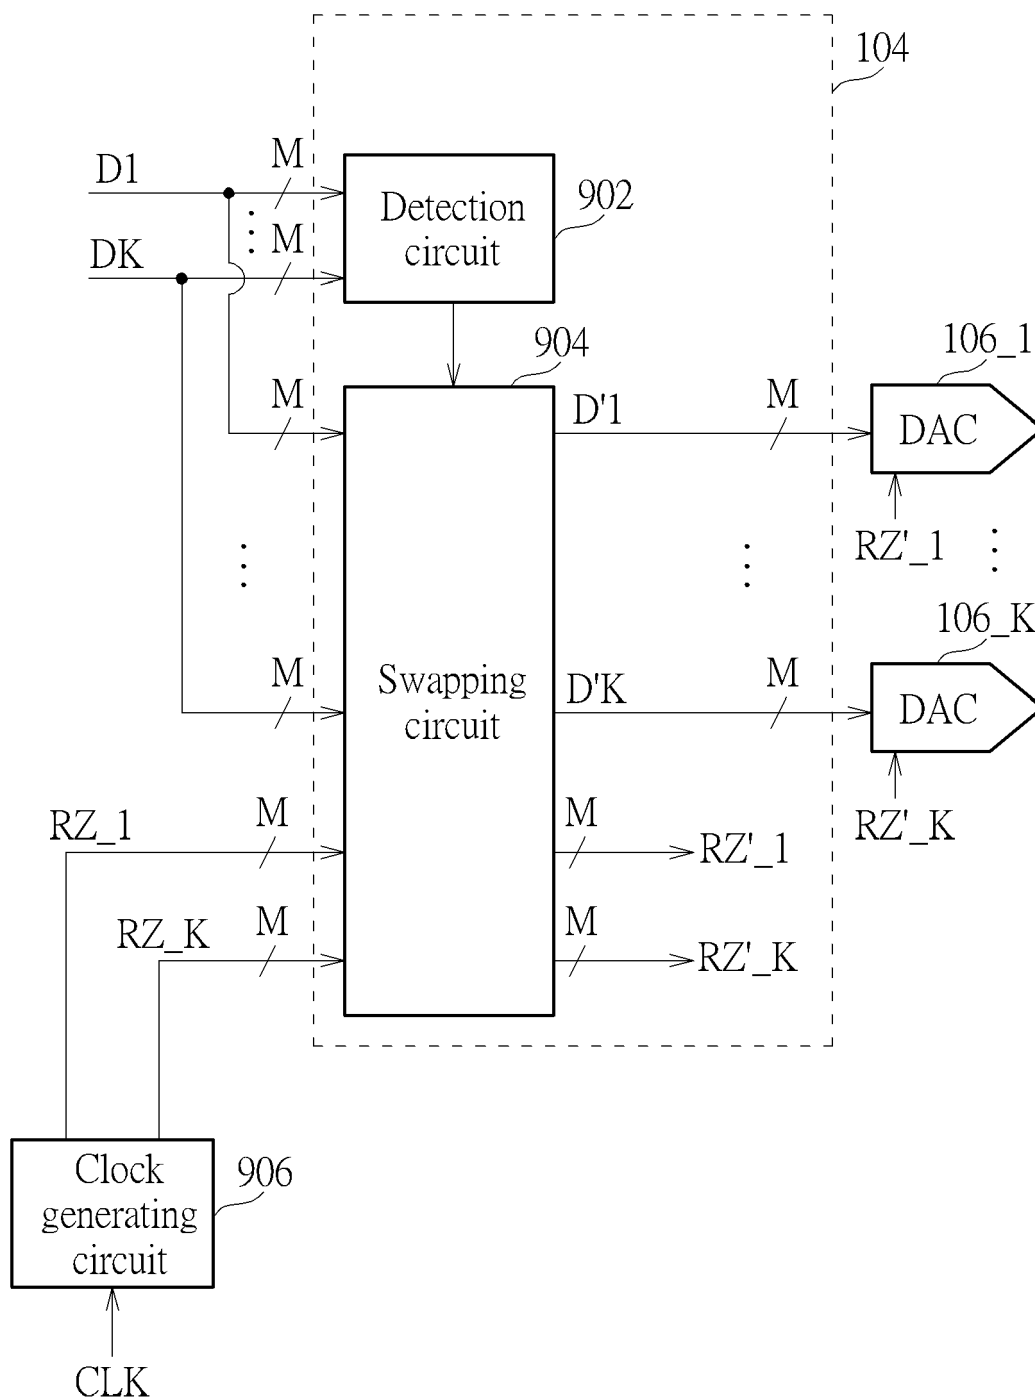 104
D1
M
Detection
circuit
902
DK
M
904
106_1
M
D'1
M
DAC
RZ'_1
106_K
M
Swapping
circuit
D'K
M
DAC
RZ'_K
RZ_1
M
M
RZ'_1
RZ_K
M
M
RZ'_K
Clock
generating
circuit
906
CLK